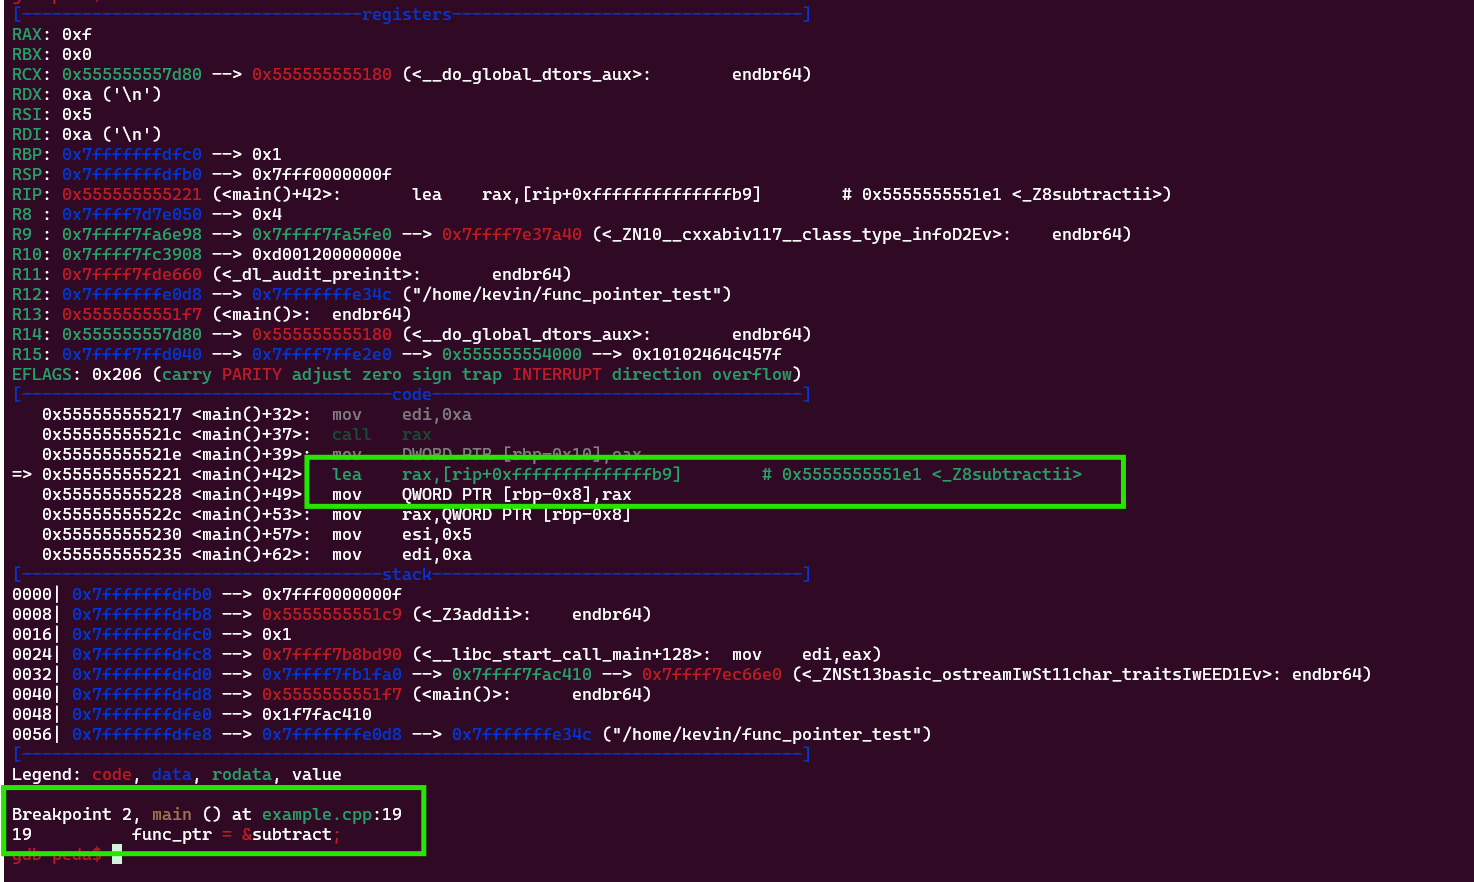 [----------------------------------registers-----------------------------------]
RAX: 0xf
RBX: 0x0
RCX: 0x555555557d80 --> 0x555555555180 (<__do_global_dtors_aux>:        endbr64)
RDX: 0xa ('\n')
RSI: 0x5
RDI: 0xa ('\n')
RBP: 0x7fffffffdfc0 --> 0x1
RSP: 0x7fffffffdfb0 --> 0x7fff0000000f
RIP: 0x555555555221 (<main()+42>:       lea    rax,[rip+0xffffffffffffffb9]        # 0x5555555551e1 <_Z8subtractii>)
R8 : 0x7ffff7d7e050 --> 0x4
R9 : 0x7ffff7fa6e98 --> 0x7ffff7fa5fe0 --> 0x7ffff7e37a40 (<_ZN10__cxxabiv117__class_type_infoD2Ev>:    endbr64)
R10: 0x7ffff7fc3908 --> 0xd00120000000e
R11: 0x7ffff7fde660 (<_dl_audit_preinit>:       endbr64)
R12: 0x7fffffffe0d8 --> 0x7fffffffe34c ("/home/kevin/func_pointer_test")
R13: 0x5555555551f7 (<main()>:  endbr64)
R14: 0x555555557d80 --> 0x555555555180 (<__do_global_dtors_aux>:        endbr64)
R15: 0x7ffff7ffd040 --> 0x7ffff7ffe2e0 --> 0x555555554000 --> 0x10102464c457f
EFLAGS: 0x206 (carry PARITY adjust zero sign trap INTERRUPT direction overflow)
[-------------------------------------code-------------------------------------]
   0x555555555217 <main()+32>:  mov    edi,0xa
   0x55555555521c <main()+37>:  call   rax
   0x55555555521e <main()+39>:  mov    DWORD PTR [rbp-0x10],eax
=> 0x555555555221 <main()+42>   lea    rax,[rip+0xffffffffffffffb9]        # 0x5555555551e1 <_Z8subtractii>
   0x555555555228 <main()+49>   mov    QWORD PTR [rbp-0x8],rax
   0x55555555522c <main()+53>:  mov    rax,QWORD PTR [rbp-0x8]
   0x555555555230 <main()+57>:  mov    esi,0x5
   0x555555555235 <main()+62>:  mov    edi,0xa
[------------------------------------stack-------------------------------------]
0000| 0x7fffffffdfb0 --> 0x7fff0000000f
0008| 0x7fffffffdfb8 --> 0x5555555551c9 (<_Z3addii>:    endbr64)
0016| 0x7fffffffdfc0 --> 0x1
0024| 0x7fffffffdfc8 --> 0x7ffff7b8bd90 (<__libc_start_call_main+128>:  mov    edi,eax)
0032| 0x7fffffffdfd0 --> 0x7ffff7fb1fa0 --> 0x7ffff7fac410 --> 0x7ffff7ec66e0 (<_ZNSt13basic_ostreamIwSt11char_traitsIwEED1Ev>: endbr64)
0040| 0x7fffffffdfd8 --> 0x5555555551f7 (<main()>:      endbr64)
0048| 0x7fffffffdfe0 --> 0x1f7fac410
0056| 0x7fffffffdfe8 --> 0x7fffffffe0d8 --> 0x7fffffffe34c ("/home/kevin/func_pointer_test")
[------------------------------------------------------------------------------]
Legend: code, data, rodata, value
Breakpoint 2, main () at example.cpp:19
19          func_ptr = &subtract;
gdb-peda$